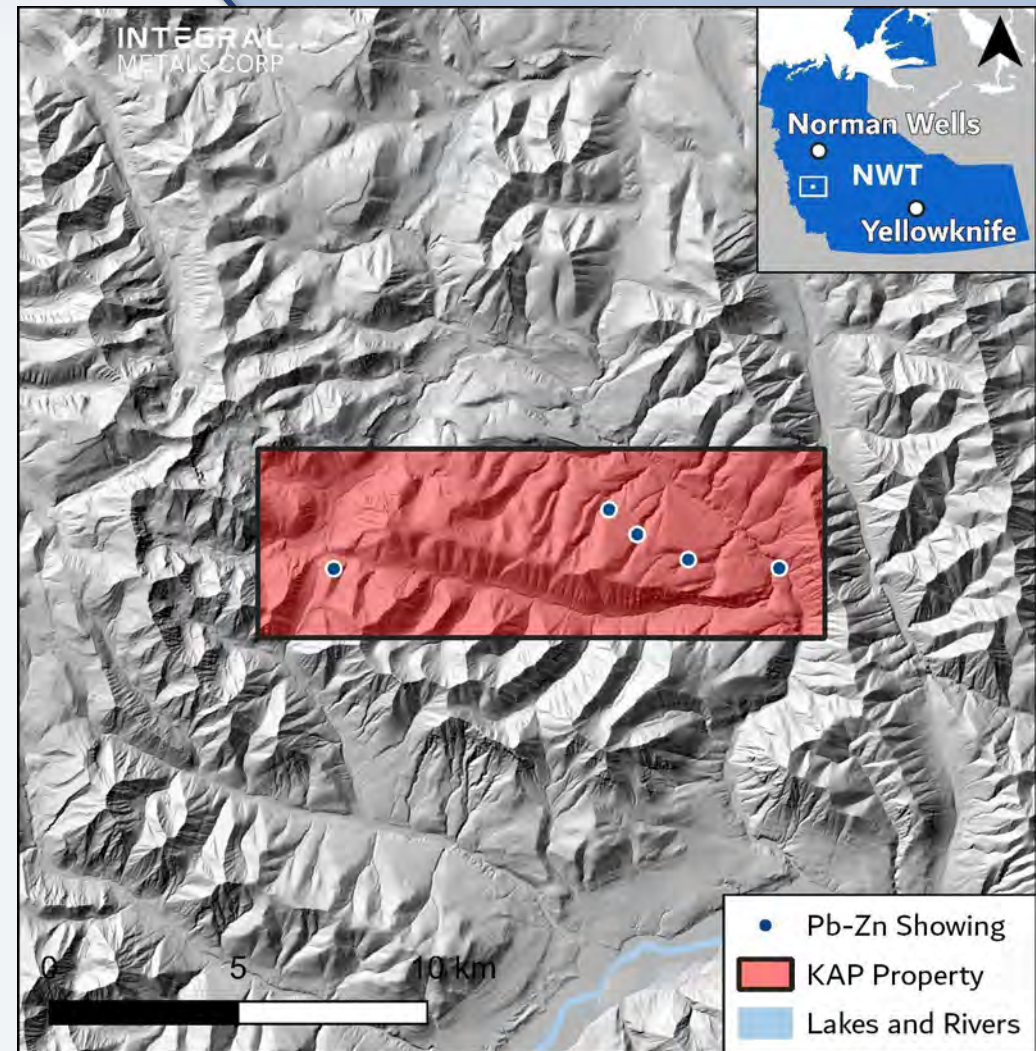 INTEGRAL
METALS CORP
Norman Wells
NWT
Yellowknife
0 5 10 km
Pb-Zn Showing
KAP Property
Lakes and Rivers